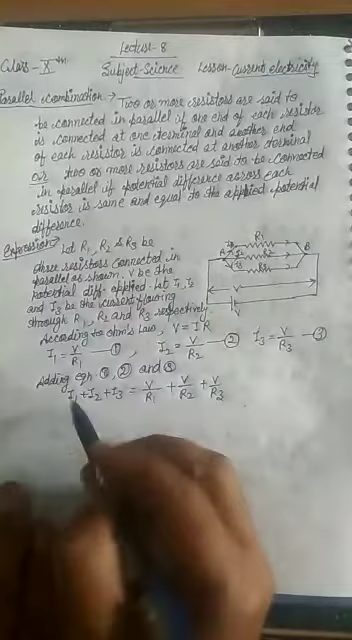 Lecture-8
Class-Xth Subject-Science Lesson-Current electricity
Parallel combination → Two or more resistors are said to
be connected in parallel if one end of each resistor
is connected at one terminal and another end
of each resistor is connected at another terminal
or two or more resistors are said to be connected
in parallel if potential difference across each
resistor is same and equal to the applied potential
difference.
Expression → Let R1, R2 & R3 be
three resistors connected in
parallel as shown. V be the
potential diff. applied. Let I1, I2
and I3 be the current flowing
through R1, R2 and R3 respectively.
R1
A I2 R2 B
I3 R3
V
V
According to ohm's Law, V = IR
I1 = V/R1 —①, I2 = V/R2 —② I3 = V/R3 —③
Adding eqn ①, ② and ③
I1 + I2 + I3 = V/R1 + V/R2 + V/R3